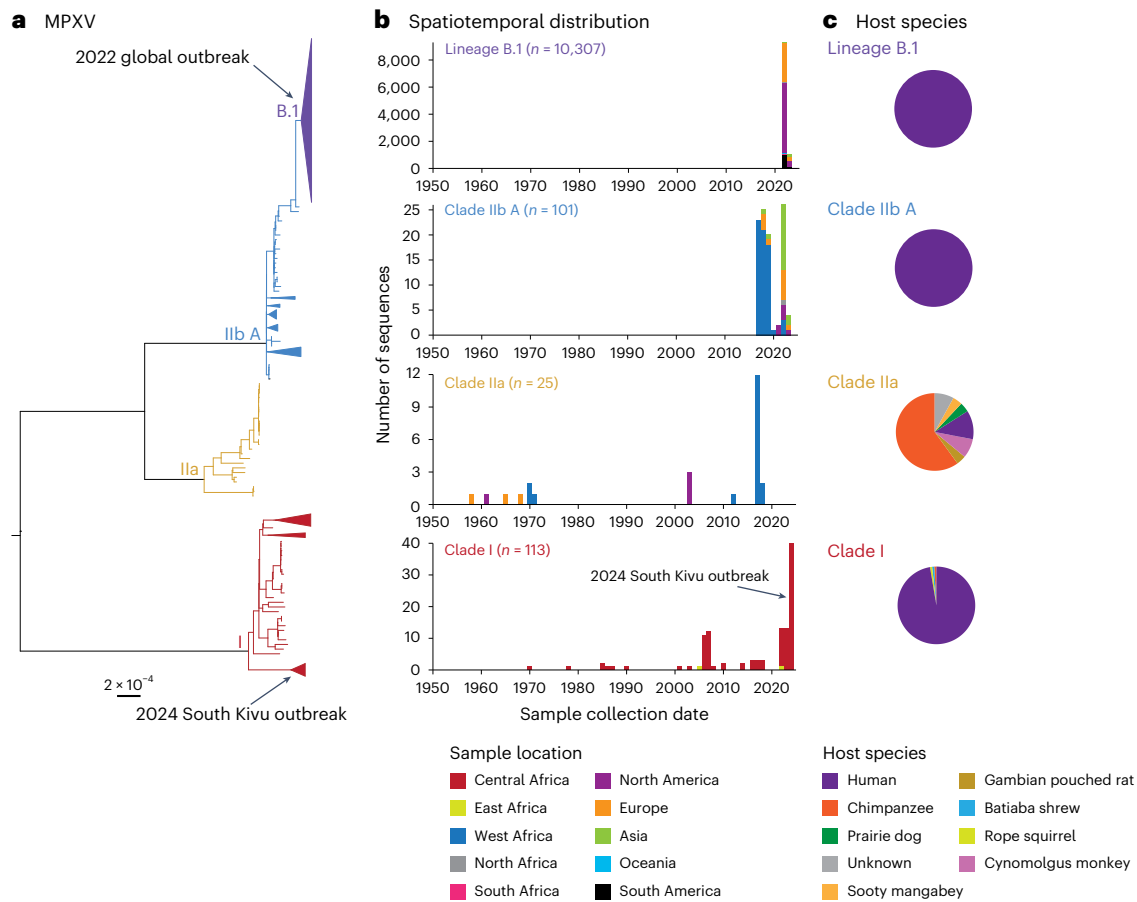 a MPXV
2022 global outbreak
B.1
IIb A
IIa
I
2 × 10⁻⁴
2024 South Kivu outbreak
b Spatiotemporal distribution
Number of sequences
Lineage B.1 (n = 10,307)
8,000
6,000
4,000
2,000
0
1950 1960 1970 1980 1990 2000 2010 2020
Clade IIb A (n = 101)
25
20
15
10
5
0
1950 1960 1970 1980 1990 2000 2010 2020
Clade IIa (n = 25)
12
9
6
3
0
1950 1960 1970 1980 1990 2000 2010 2020
Clade I (n = 113)
2024 South Kivu outbreak
40
30
20
10
0
1950 1960 1970 1980 1990 2000 2010 2020
Sample collection date
c Host species
Lineage B.1
Clade IIb A
Clade IIa
Clade I
Sample location
Central Africa
East Africa
West Africa
North Africa
South Africa
North America
Europe
Asia
Oceania
South America
Host species
Human
Chimpanzee
Prairie dog
Unknown
Sooty mangabey
Gambian pouched rat
Batiaba shrew
Rope squirrel
Cynomolgus monkey